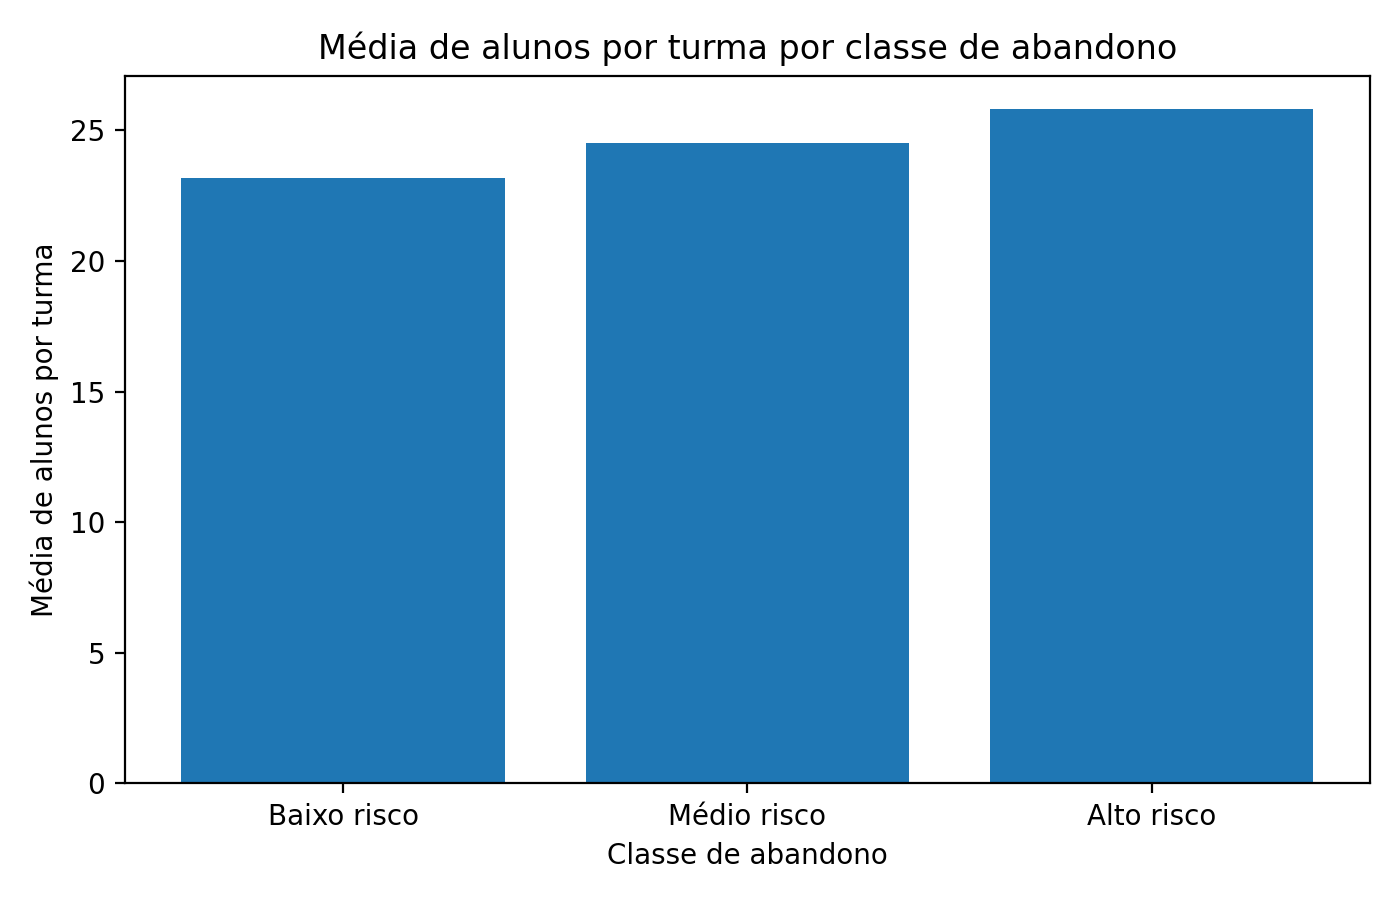 Média de alunos por turma por classe de abandono
Média de alunos por turma
25
20
15
10
5
0
Baixo risco
Médio risco
Alto risco
Classe de abandono